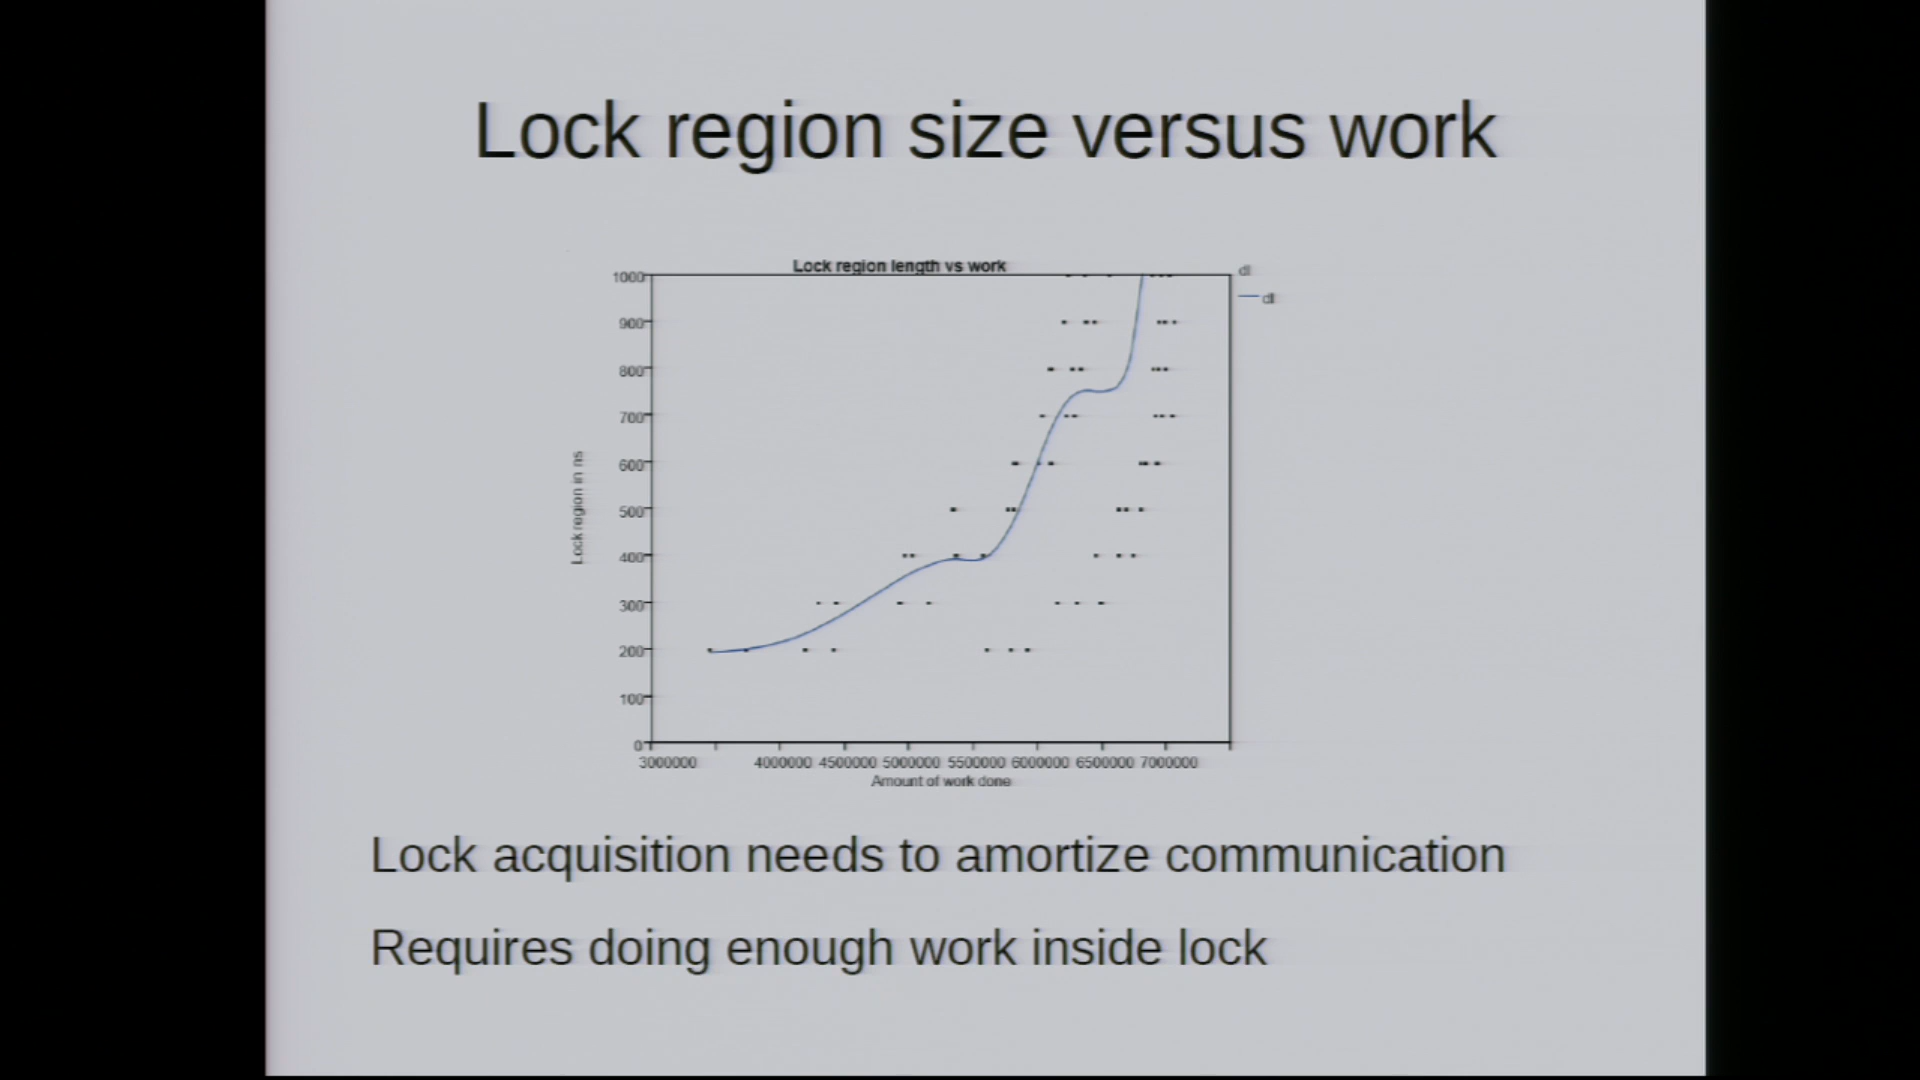 Lock region size versus work
Lock region length vs work
dl
dl
1000
900
800
700
600
500
400
300
200
100
0
Lock region in ns
3000000 4000000 4500000 5000000 5500000 6000000 6500000 7000000
Amount of work done
Lock acquisition needs to amortize communication
Requires doing enough work inside lock